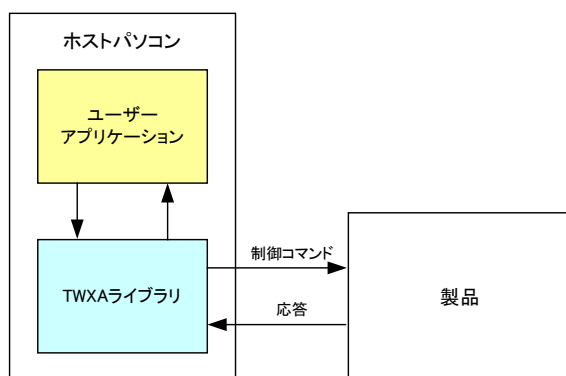 ホストパソコン
ユーザー
アプリケーション
TWXAライブラリ
制御コマンド
応答
製品